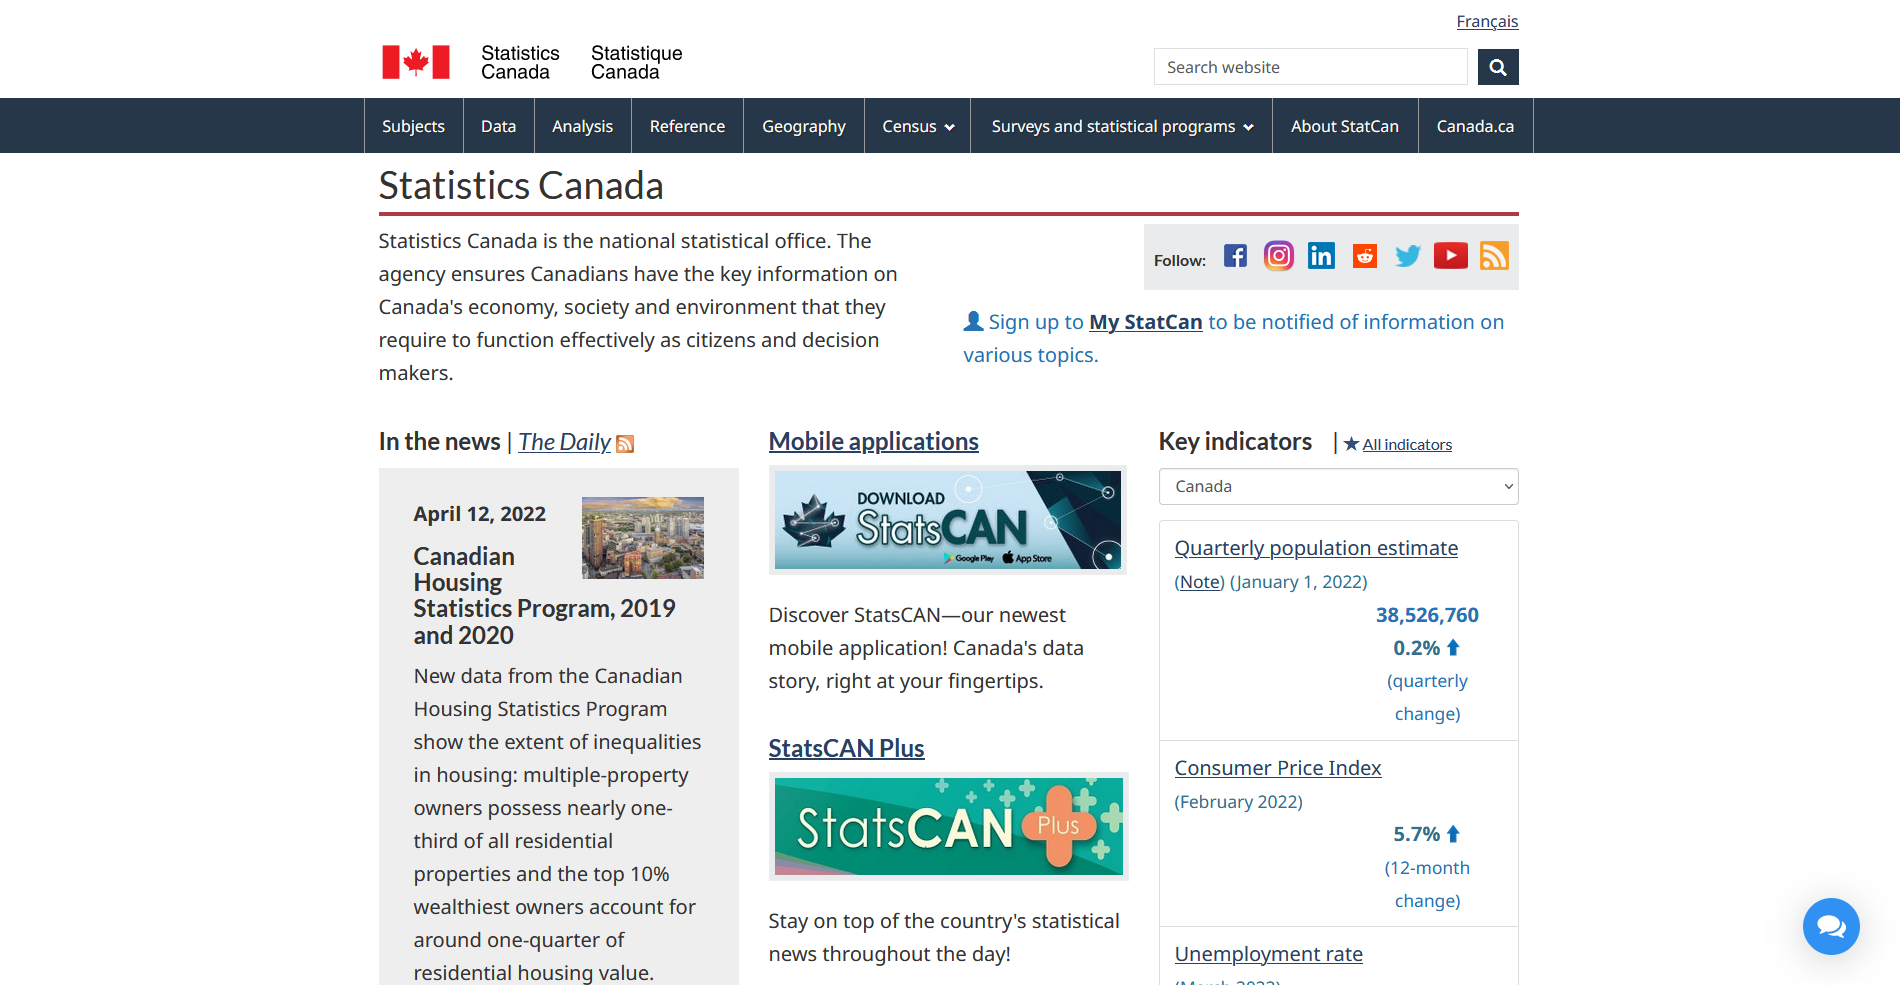 Français
Statistics Canada
Statistique Canada
Search website
Subjects
Data
Analysis
Reference
Geography
Census
Surveys and statistical programs
About StatCan
Canada.ca
Statistics Canada
Statistics Canada is the national statistical office. The
agency ensures Canadians have the key information on
Canada's economy, society and environment that they
require to function effectively as citizens and decision
makers.
Follow:
Sign up to My StatCan to be notified of information on
various topics.
In the news | The Daily
April 12, 2022
Canadian
Housing
Statistics Program, 2019
and 2020
New data from the Canadian
Housing Statistics Program
show the extent of inequalities
in housing: multiple-property
owners possess nearly one-
third of all residential
properties and the top 10%
wealthiest owners account for
around one-quarter of
residential housing value.
Mobile applications
DOWNLOAD
StatsCAN
Google Play App Store
Discover StatsCAN—our newest
mobile application! Canada's data
story, right at your fingertips.
StatsCAN Plus
StatsCAN Plus
Stay on top of the country's statistical
news throughout the day!
Key indicators | All indicators
Canada
Quarterly population estimate
(Note) (January 1, 2022)
38,526,760
0.2%
(quarterly
change)
Consumer Price Index
(February 2022)
5.7%
(12-month
change)
Unemployment rate